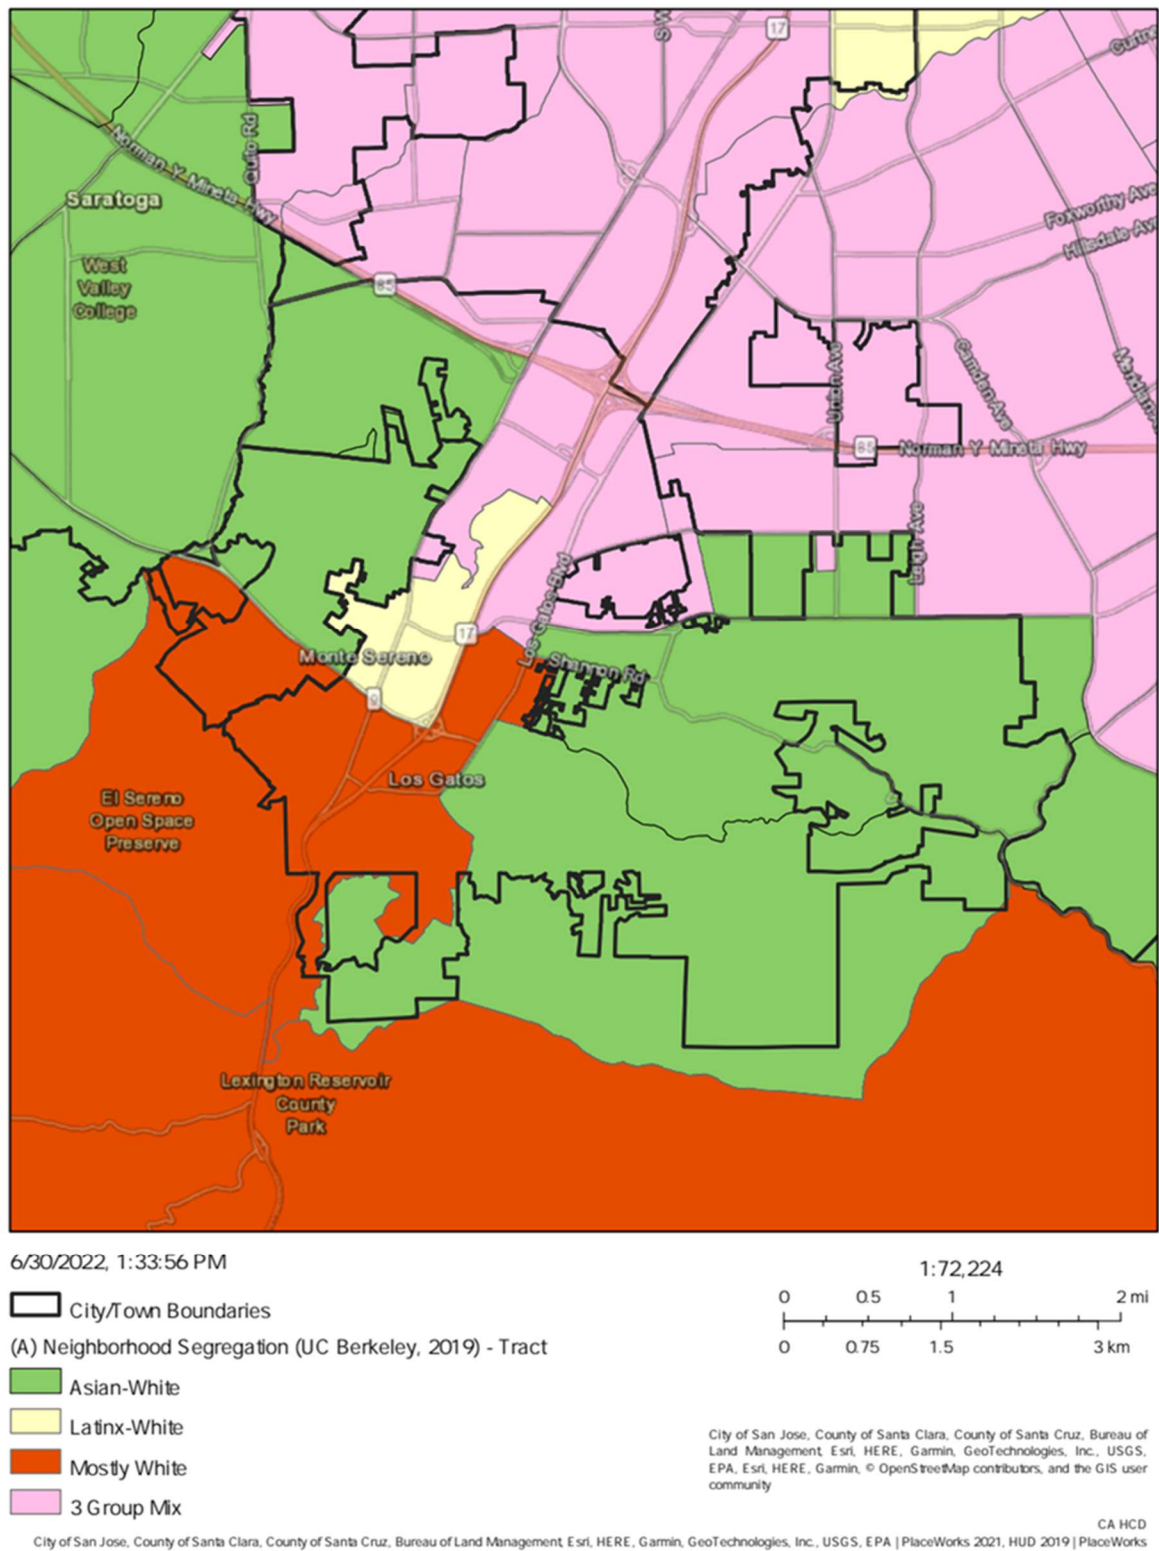 17
S W
Curtne
Quito Rd
Norman Y Mineta Hwy
Saratoga
Foxworthy Ave
Hillsdale Av
West
Valley
College
85
Union Ave
Camden Ave
Meridian
85
Norman Y Mineta Hwy
Leigh Ave
Los Gatos Blvd
17
Monte Sereno
Shannon Rd
9
Los Gatos
El Sereno
Open Space
Preserve
Lexington Reservoir
County
Park
6/30/2022, 1:33:56 PM
City/Town Boundaries
(A) Neighborhood Segregation (UC Berkeley, 2019) - Tract
Asian-White
Latinx-White
Mostly White
3 Group Mix
1:72,224
0 0.5 1 2 mi
0 0.75 1.5 3 km
City of San Jose, County of Santa Clara, County of Santa Cruz, Bureau of
Land Management, Esri, HERE, Garmin, GeoTechnologies, Inc., USGS,
EPA, Esri, HERE, Garmin, © OpenStreetMap contributors, and the GIS user
community
CA HCD
City of San Jose, County of Santa Clara, County of Santa Cruz, Bureau of Land Management, Esri, HERE, Garmin, GeoTechnologies, Inc., USGS, EPA | PlaceWorks 2021, HUD 2019 | PlaceWorks